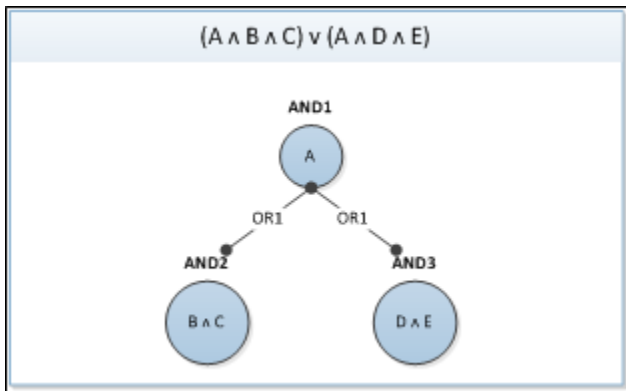 (A ∧ B ∧ C) ∨ (A ∧ D ∧ E)
AND1
A
OR1 OR1
AND2 AND3
B ∧ C D ∧ E